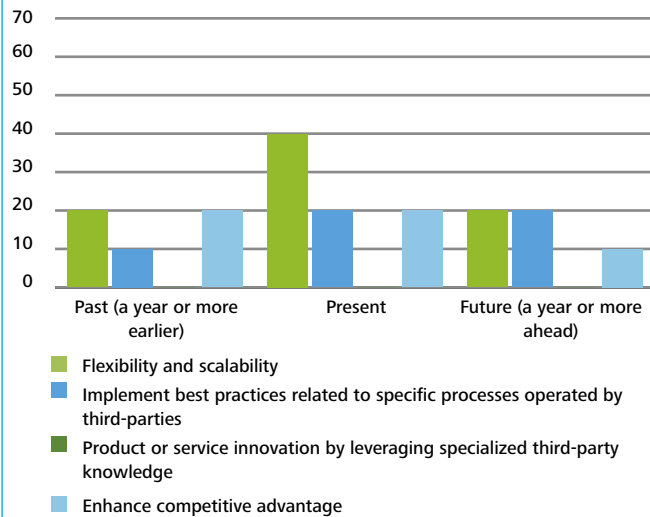 70
60
50
40
30
20
10
0
Past (a year or more
earlier)
Present
Future (a year or more
ahead)
Flexibility and scalability
Implement best practices related to specific processes operated by
third-parties
Product or service innovation by leveraging specialized third-party
knowledge
Enhance competitive advantage